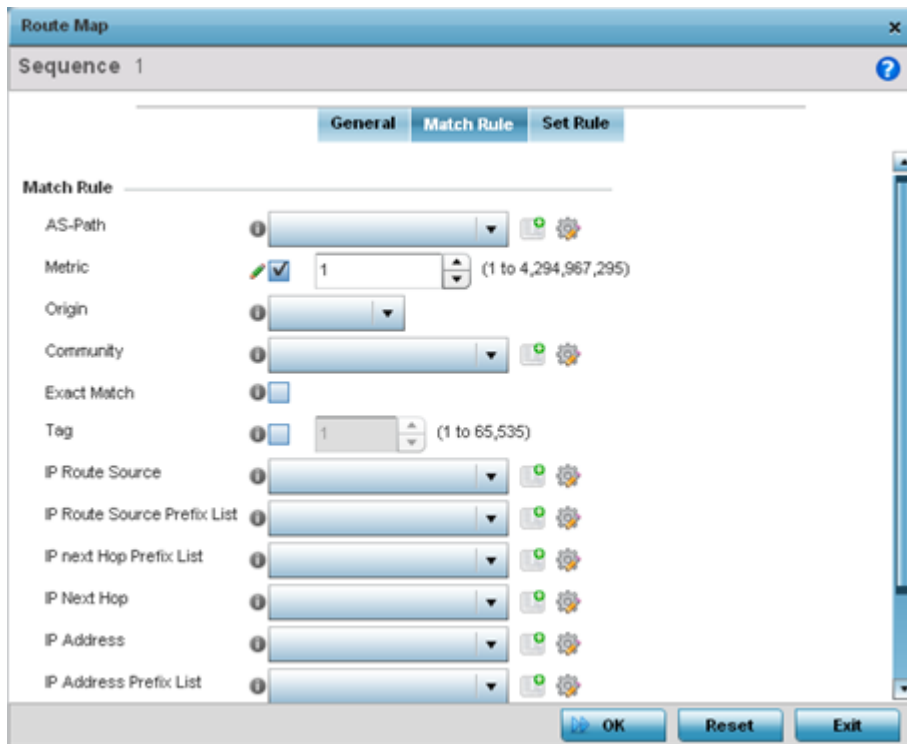 Route Map
Sequence 1
General Match Rule Set Rule
Match Rule
AS-Path
Metric 1 (1 to 4,294,967,295)
Origin
Community
Exact Match
Tag 1 (1 to 65,535)
IP Route Source
IP Route Source Prefix List
IP next Hop Prefix List
IP Next Hop
IP Address
IP Address Prefix List
OK Reset Exit